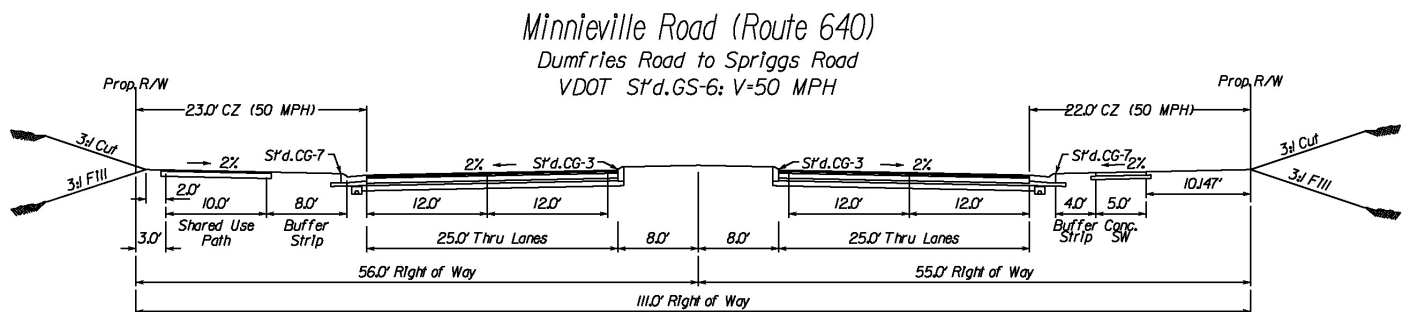 Minnieville Road (Route 640)
Dumfries Road to Spriggs Road
VDOT St'd.GS-6: V=50 MPH
Prop.R/W
Prop.R/W
23.0' CZ (50 MPH)
22.0' CZ (50 MPH)
3:1 Cut
2%
St'd.CG-7
2%
St'd.CG-3
St'd.CG-3
2%
St'd.CG-7
2%
3:1 Cut
3:1 Fill
2.0'
10.147'
3:1 Fill
10.0'
8.0'
12.0'
12.0'
12.0'
12.0'
4.0'
5.0'
Shared Use
Path
Buffer
Strip
Buffer
Strip
Conc.
SW
3.0'
25.0' Thru Lanes
8.0'
8.0'
25.0' Thru Lanes
56.0' Right of Way
55.0' Right of Way
111.0' Right of Way